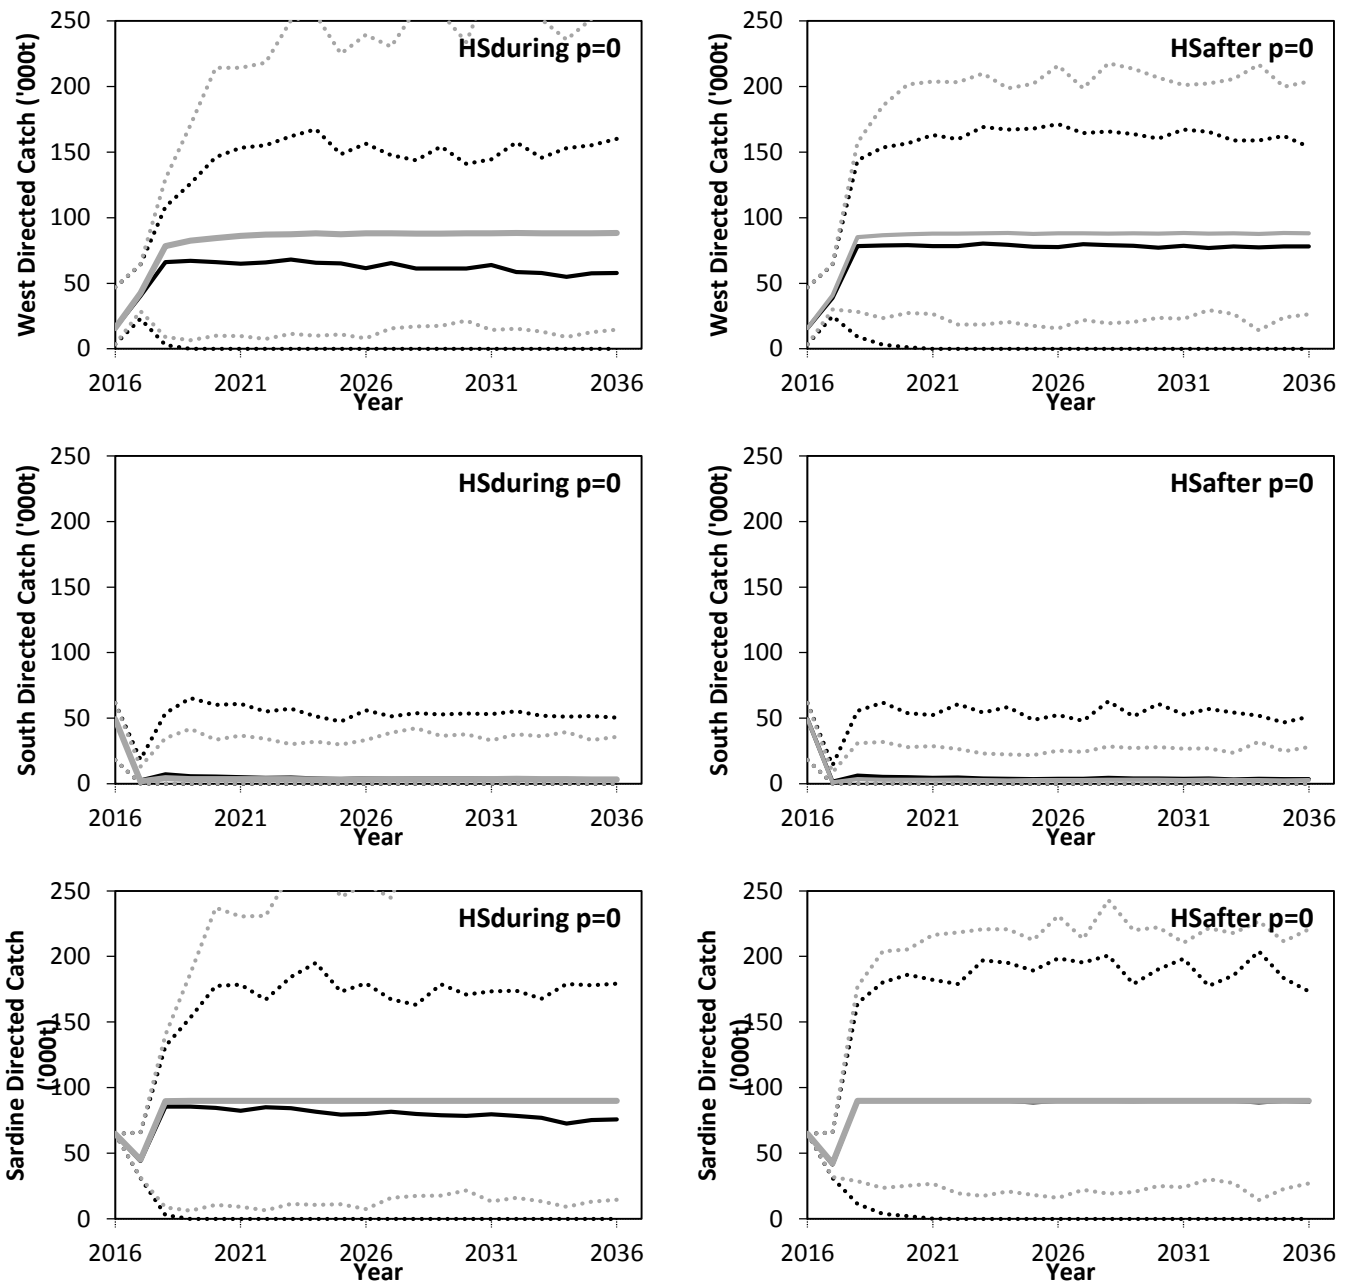 West Directed Catch ('000t)
250
200
150
100
50
0
HSduring p=0
2016 2021 2026 2031 2036
Year
West Directed Catch ('000t)
250
200
150
100
50
0
HSafter p=0
2016 2021 2026 2031 2036
Year
South Directed Catch ('000t)
250
200
150
100
50
0
HSduring p=0
2016 2021 2026 2031 2036
Year
South Directed Catch ('000t)
250
200
150
100
50
0
HSafter p=0
2016 2021 2026 2031 2036
Year
Sardine Directed Catch
('000t)
250
200
150
100
50
0
HSduring p=0
2016 2021 2026 2031 2036
Year
Sardine Directed Catch
('000t)
250
200
150
100
50
0
HSafter p=0
2016 2021 2026 2031 2036
Year